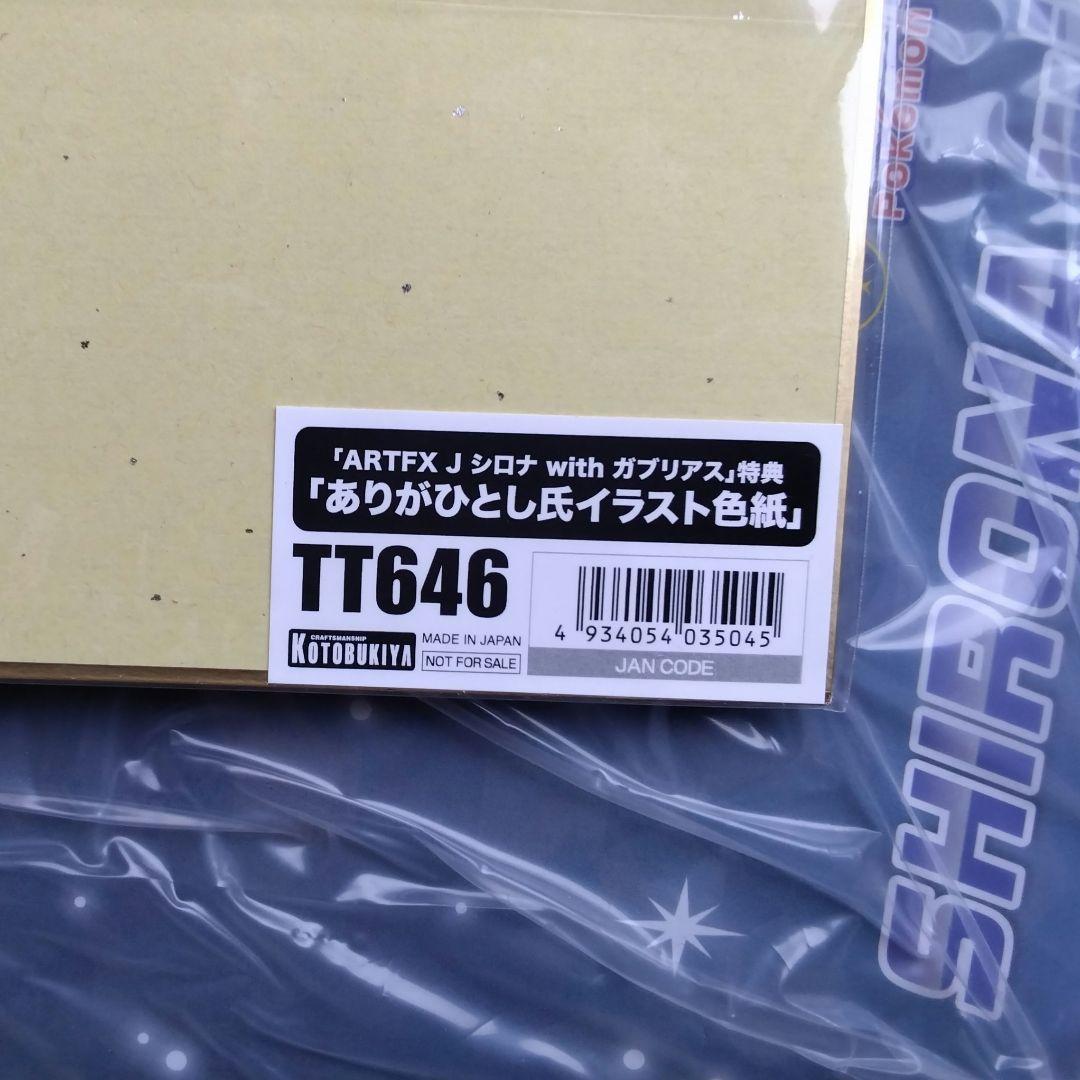 「ARTFX J シロナ with ガブリアス」特典
「ありがひとし氏イラスト色紙」
TT646
CRAFTSMANSHIP
KOTOBUKIYA
MADE IN JAPAN
NOT FOR SALE
4 934054 035045
JAN CODE
Pokémon
SHIRONA